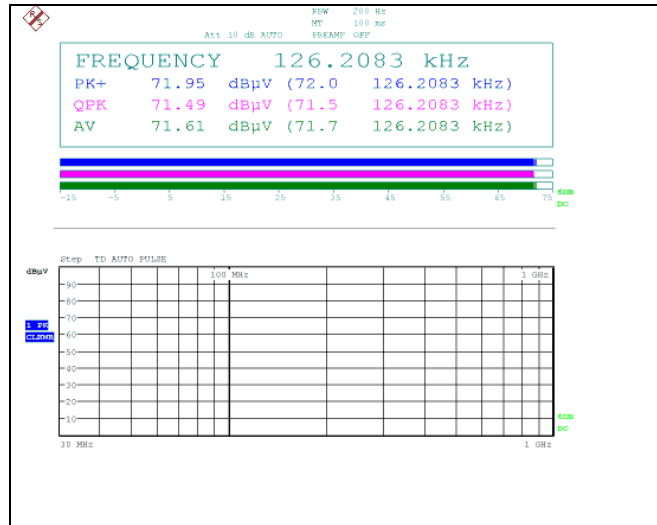 RBW 200 Hz
MT 100 ms
Att 10 dB AUTO PREAMP OFF
FREQUENCY 126.2083 kHz
PK+ 71.95 dBµV (72.0 126.2083 kHz)
QPK 71.49 dBµV (71.5 126.2083 kHz)
AV 71.61 dBµV (71.7 126.2083 kHz)
-15 -5 5 15 25 35 45 55 65 75
6DB
DC
Step TD AUTO PULSE
dBµV
100 MHz 1 GHz
90
80
70
1 PK
CLRWR
60
50
40
30
20
10
6DB
DC
30 MHz 1 GHz